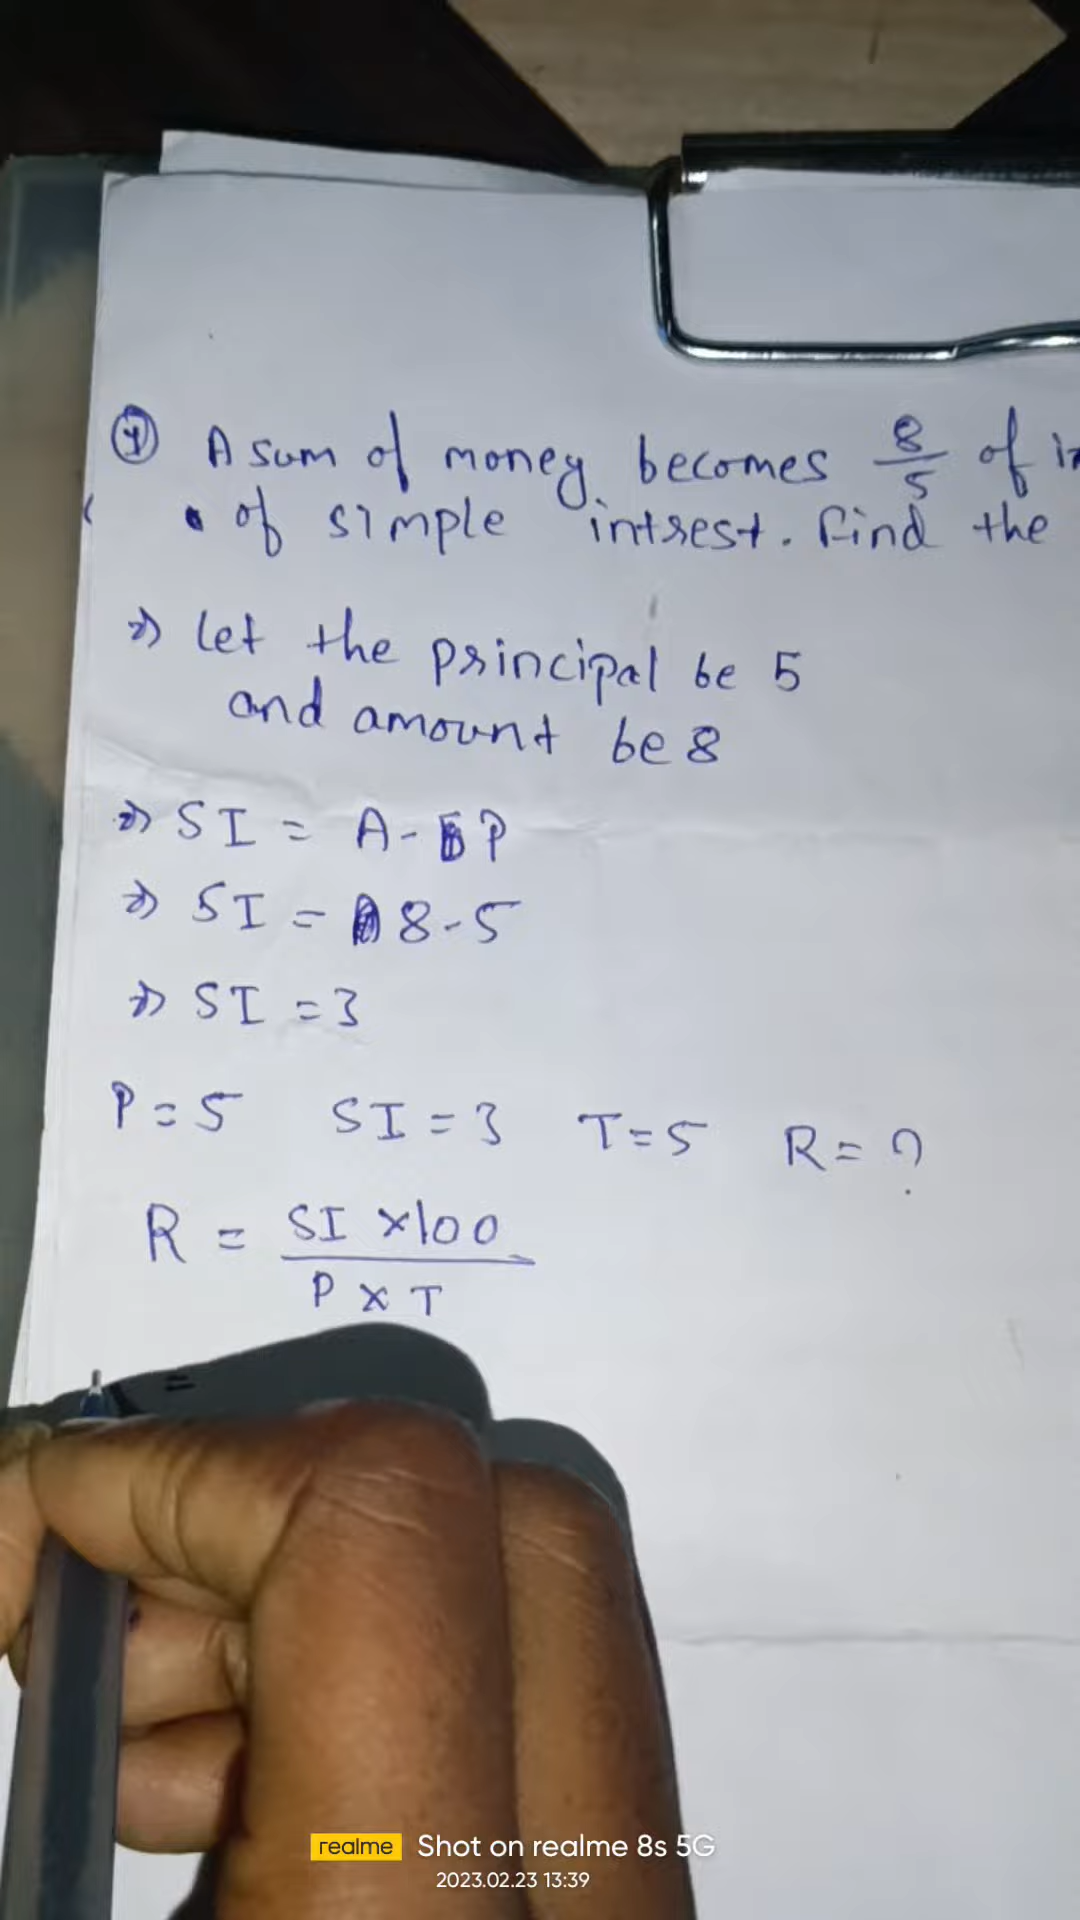 ④ A sum of money becomes 8/5 of
of simple intrest. find the
⇒ let the principal be 5
and amount be 8
⇒ SI = A - P
⇒ SI = 8-5
⇒ SI = 3
P = 5 SI = 3 T = 5 R = ?
R = SI × 100
P × T
=
realme Shot on realme 8s 5G
2023.02.23 13:39